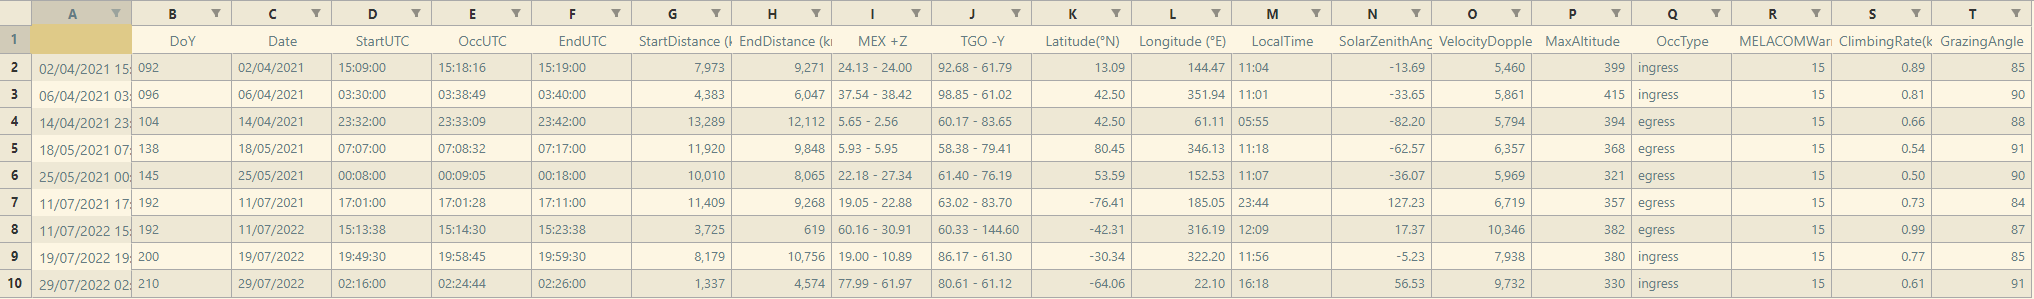 A B C D E F G H I J K L M N O P Q R S T
1 DoY Date StartUTC OccUTC EndUTC StartDistance (k EndDistance (kr MEX +Z TGO -Y Latitude(°N) Longitude (°E) LocalTime SolarZenithAng VelocityDopple MaxAltitude OccType MELACOMWarr ClimbingRate(k GrazingAngle
2 02/04/2021 15: 092 02/04/2021 15:09:00 15:18:16 15:19:00 7,973 9,271 24.13 - 24.00 92.68 - 61.79 13.09 144.47 11:04 -13.69 5,460 399 ingress 15 0.89 85
3 06/04/2021 03: 096 06/04/2021 03:30:00 03:38:49 03:40:00 4,383 6,047 37.54 - 38.42 98.85 - 61.02 42.50 351.94 11:01 -33.65 5,861 415 ingress 15 0.81 90
4 14/04/2021 23: 104 14/04/2021 23:32:00 23:33:09 23:42:00 13,289 12,112 5.65 - 2.56 60.17 - 83.65 42.50 61.11 05:55 -82.20 5,794 394 egress 15 0.66 88
5 18/05/2021 07: 138 18/05/2021 07:07:00 07:08:32 07:17:00 11,920 9,848 5.93 - 5.95 58.38 - 79.41 80.45 346.13 11:18 -62.57 6,357 368 egress 15 0.54 91
6 25/05/2021 00: 145 25/05/2021 00:08:00 00:09:05 00:18:00 10,010 8,065 22.18 - 27.34 61.40 - 76.19 53.59 152.53 11:07 -36.07 5,969 321 egress 15 0.50 90
7 11/07/2021 17: 192 11/07/2021 17:01:00 17:01:28 17:11:00 11,409 9,268 19.05 - 22.88 63.02 - 83.70 -76.41 185.05 23:44 127.23 6,719 357 egress 15 0.73 84
8 11/07/2022 15: 192 11/07/2022 15:13:38 15:14:30 15:23:38 3,725 619 60.16 - 30.91 60.33 - 144.60 -42.31 316.19 12:09 17.37 10,346 382 egress 15 0.99 87
9 19/07/2022 19: 200 19/07/2022 19:49:30 19:58:45 19:59:30 8,179 10,756 19.00 - 10.89 86.17 - 61.30 -30.34 322.20 11:56 -5.23 7,938 380 ingress 15 0.77 85
10 29/07/2022 02: 210 29/07/2022 02:16:00 02:24:44 02:26:00 1,337 4,574 77.99 - 61.97 80.61 - 61.12 -64.06 22.10 16:18 56.53 9,732 330 ingress 15 0.61 91